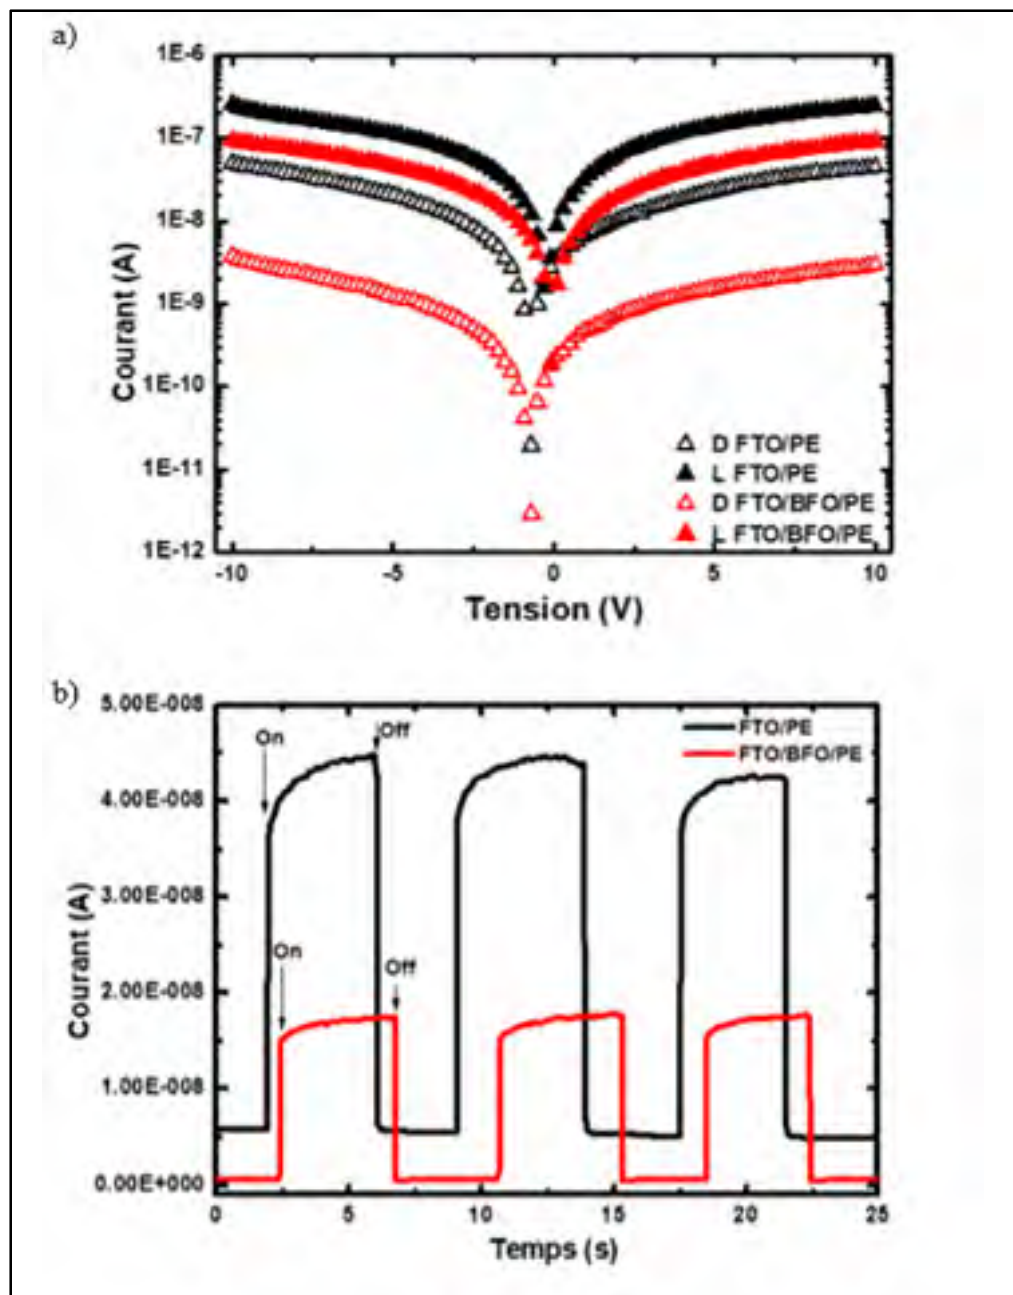 a)
1E-6
1E-7
1E-8
1E-9
1E-10
1E-11
1E-12
Courant (A)
D FTO/PE
L FTO/PE
D FTO/BFO/PE
L FTO/BFO/PE
-10 -5 0 5 10
Tension (V)
b)
5.00E-008
4.00E-008
3.00E-008
2.00E-008
1.00E-008
0.00E+000
Courant (A)
On
Off
On
Off
FTO/PE
FTO/BFO/PE
0 5 10 15 20 25
Temps (s)